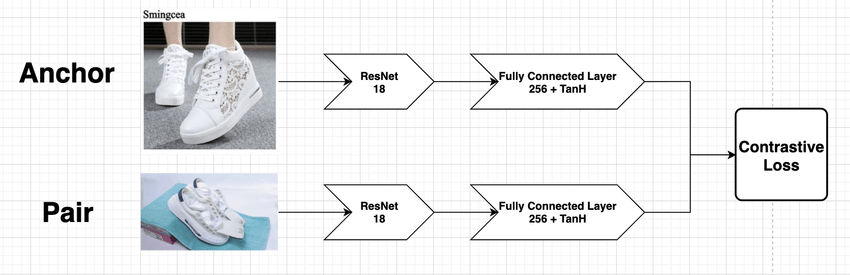 Smingcea
Anchor
ResNet
18
Fully Connected Layer
256 + TanH
Contrastive
Loss
Pair
ResNet
18
Fully Connected Layer
256 + TanH